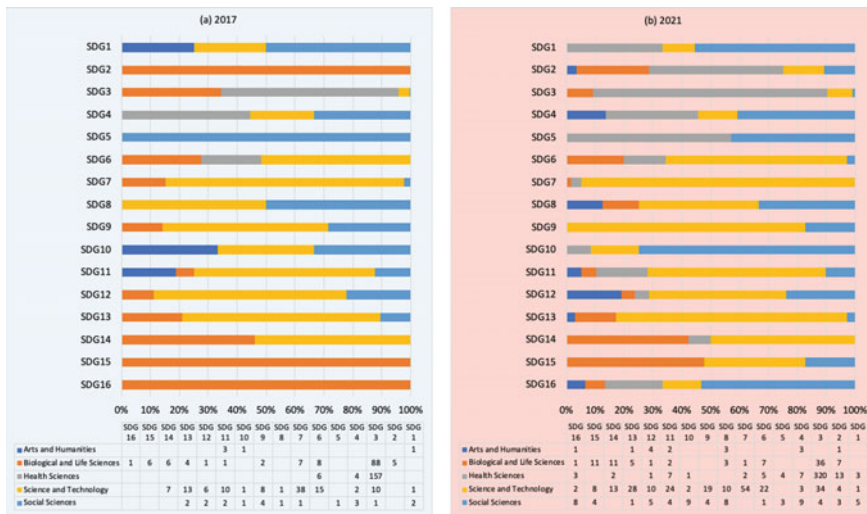 (a) 2017
SDG1
SDG2
SDG3
SDG4
SDG5
SDG6
SDG7
SDG8
SDG9
SDG10
SDG11
SDG12
SDG13
SDG14
SDG15
SDG16
0% 10% 20% 30% 40% 50% 60% 70% 80% 90% 100%
SDG SDG SDG SDG SDG SDG SDG SDG SDG SDG SDG SDG SDG SDG SDG SDG
16 15 14 13 12 11 10 9 8 7 6 5 4 3 2 1
Arts and Humanities 3 1 1
Biological and Life Sciences 1 6 6 4 1 1 2 7 8 88 5
Health Sciences 6 4 157
Science and Technology 7 13 6 10 1 8 1 38 15 2 10 1
Social Sciences 2 2 2 1 4 1 1 1 3 1 2
(b) 2021
SDG1
SDG2
SDG3
SDG4
SDG5
SDG6
SDG7
SDG8
SDG9
SDG10
SDG11
SDG12
SDG13
SDG14
SDG15
SDG16
0% 10% 20% 30% 40% 50% 60% 70% 80% 90% 100%
SDG SDG SDG SDG SDG SDG SDG SDG SDG SDG SDG SDG SDG SDG SDG SDG
16 15 14 13 12 11 10 9 8 7 6 5 4 3 2 1
Arts and Humanities 1 1 4 2 3 3 1
Biological and Life Sciences 1 11 11 5 1 2 3 1 7 36 7
Health Sciences 3 2 1 7 1 2 5 4 7 320 13 3
Science and Technology 2 8 13 28 10 24 2 19 10 54 22 3 34 4 1
Social Sciences 8 4 1 5 4 9 4 8 1 3 9 4 3 5